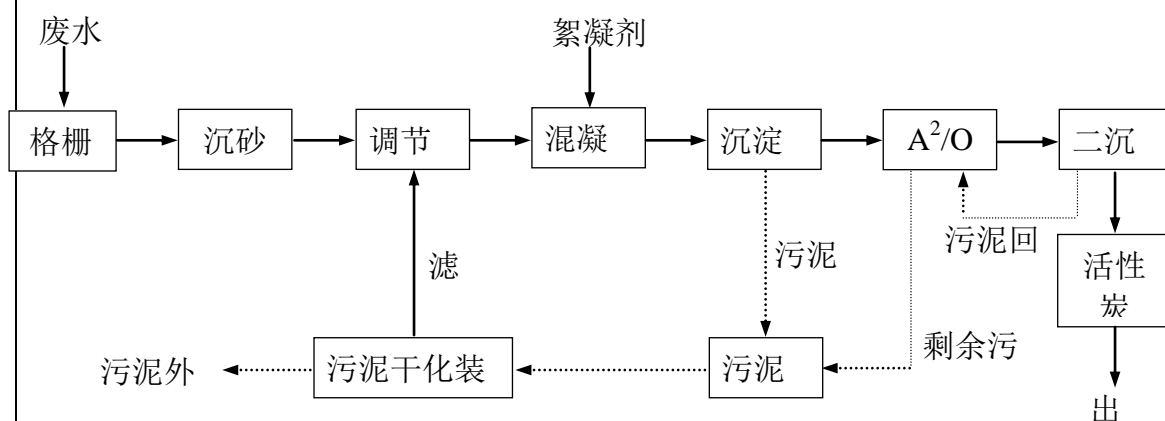 废水
絮凝剂
格栅
沉砂
调节
混凝
沉淀
A²/O
二沉
污泥回
滤
污泥
活性
炭
剩余污
污泥外
污泥干化装
污泥
出